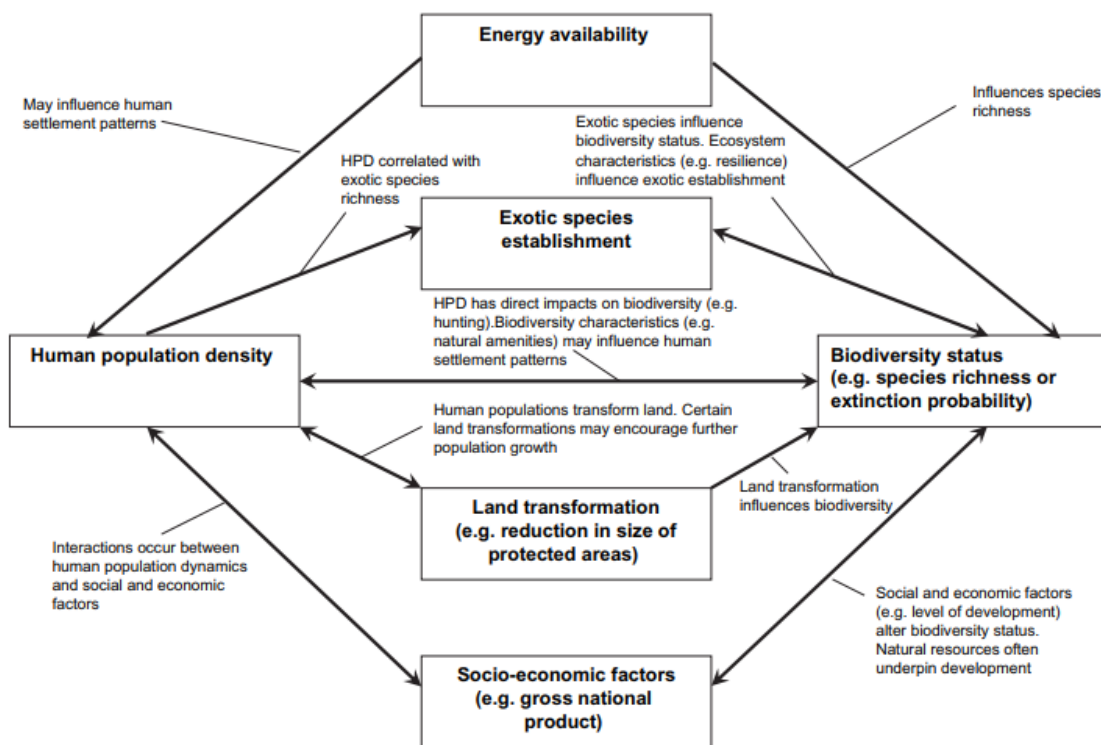 Energy availability
May influence human
settlement patterns
Influences species
richness
Exotic species influence
biodiversity status. Ecosystem
characteristics (e.g. resilience)
influence exotic establishment
HPD correlated with
exotic species
richness
Exotic species
establishment
HPD has direct impacts on biodiversity (e.g.
hunting).Biodiversity characteristics (e.g.
natural amenities) may influence human
settlement patterns
Human population density
Biodiversity status
(e.g. species richness or
extinction probability)
Human populations transform land. Certain
land transformations may encourage further
population growth
Land transformation
(e.g. reduction in size of
protected areas)
Land transformation
influences biodiversity
Interactions occur between
human population dynamics
and social and economic
factors
Social and economic factors
(e.g. level of development)
alter biodiversity status.
Natural resources often
underpin development
Socio-economic factors
(e.g. gross national
product)